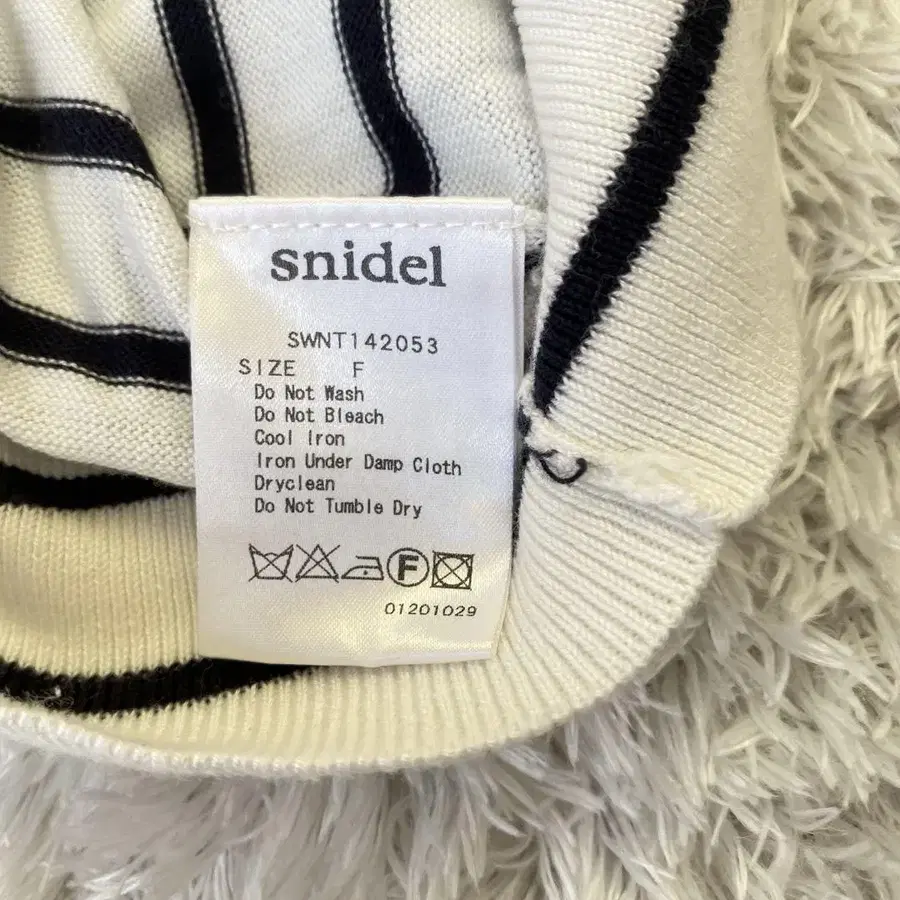 snidel
SWNT142053
SIZE F
Do Not Wash
Do Not Bleach
Cool Iron
Iron Under Damp Cloth
Dryclean
Do Not Tumble Dry
F
01201029